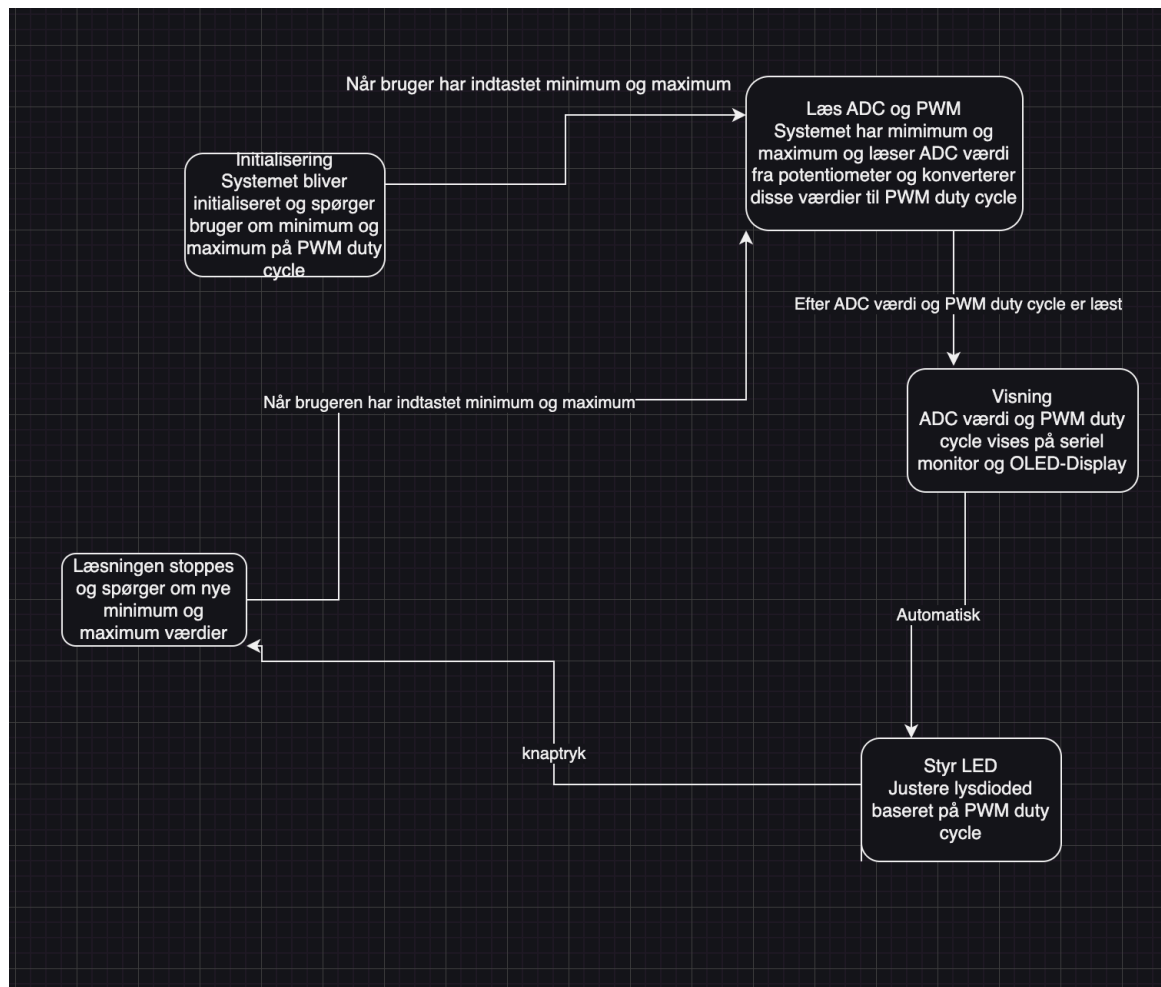 Når bruger har indtastet minimum og maximum
Læs ADC og PWM
Systemet har mimimum og
maximum og læser ADC værdi
fra potentiometer og konverterer
disse værdier til PWM duty cycle
Initialisering
Systemet bliver
initialiseret og spørger
bruger om minimum og
maximum på PWM duty
cycle
Efter ADC værdi og PWM duty cycle er læst
Visning
ADC værdi og PWM duty
cycle vises på seriel
monitor og OLED-Display
Når brugeren har indtastet minimum og maximum
Læsningen stoppes
og spørger om nye
minimum og
maximum værdier
Automatisk
knaptryk
Styr LED
Justere lysdioded
baseret på PWM duty
cycle